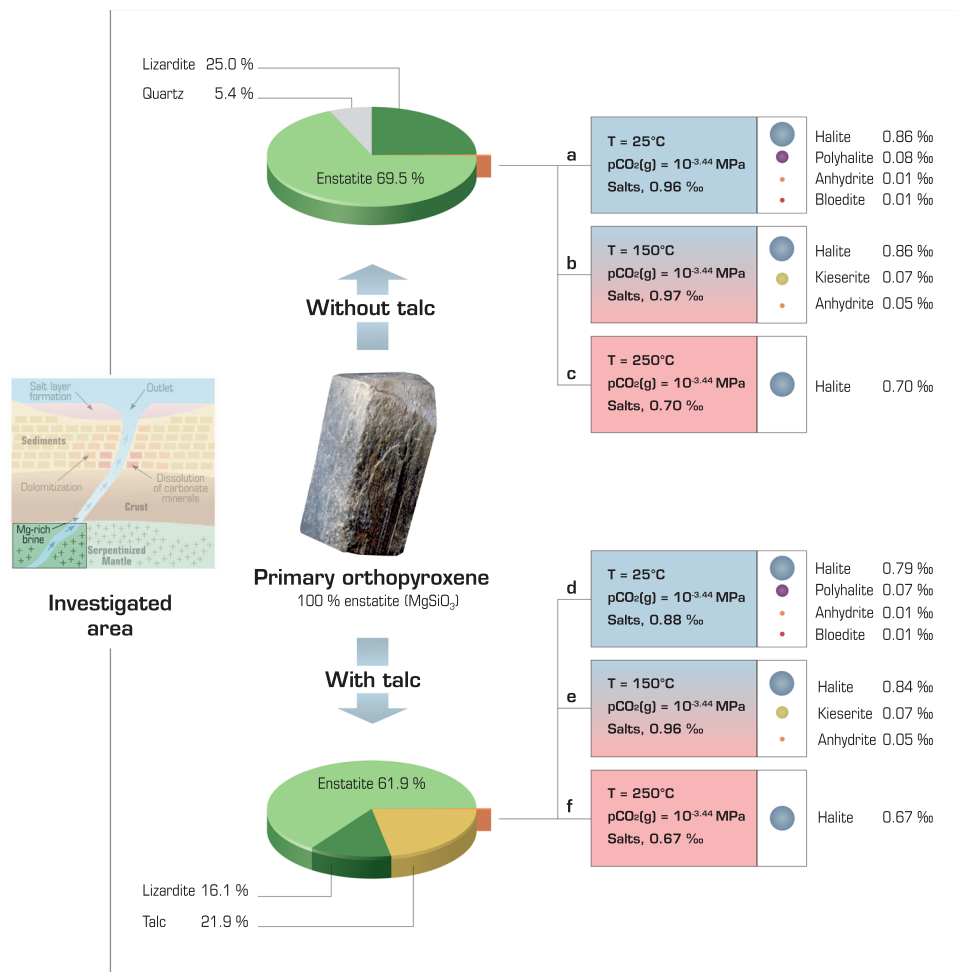 Lizardite 25.0 %
Quartz 5.4 %
Enstatite 69.5 %
a
T = 25°C
pCO₂(g) = 10⁻³·⁴⁴ MPa
Salts, 0.96 ‰
Halite 0.86 ‰
Polyhalite 0.08 ‰
Anhydrite 0.01 ‰
Bloedite 0.01 ‰
b
T = 150°C
pCO₂(g) = 10⁻³·⁴⁴ MPa
Salts, 0.97 ‰
Halite 0.86 ‰
Kieserite 0.07 ‰
Anhydrite 0.05 ‰
Without talc
c
T = 250°C
pCO₂(g) = 10⁻³·⁴⁴ MPa
Salts, 0.70 ‰
Halite 0.70 ‰
Salt layer
formation
Outlet
Sediments
Dolomitization
Dissolution
of carbonate
minerals
Crust
Mg-rich
brine
Serpentinized
Mantle
Investigated
area
Primary orthopyroxene
100 % enstatite (MgSiO₃)
d
T = 25°C
pCO₂(g) = 10⁻³·⁴⁴ MPa
Salts, 0.88 ‰
Halite 0.79 ‰
Polyhalite 0.07 ‰
Anhydrite 0.01 ‰
Bloedite 0.01 ‰
With talc
e
T = 150°C
pCO₂(g) = 10⁻³·⁴⁴ MPa
Salts, 0.96 ‰
Halite 0.84 ‰
Kieserite 0.07 ‰
Anhydrite 0.05 ‰
Enstatite 61.9 %
f
T = 250°C
pCO₂(g) = 10⁻³·⁴⁴ MPa
Salts, 0.67 ‰
Halite 0.67 ‰
Lizardite 16.1 %
Talc 21.9 %